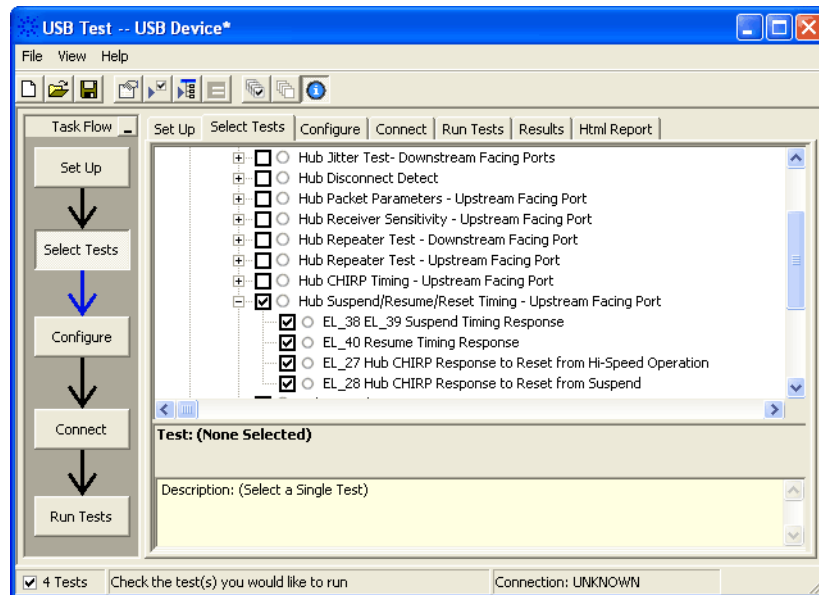 USB Test -- USB Device*
File View Help
Task Flow
Set Up
Select Tests
Configure
Connect
Run Tests
Set Up Select Tests Configure Connect Run Tests Results Html Report
Hub Jitter Test- Downstream Facing Ports
Hub Disconnect Detect
Hub Packet Parameters - Upstream Facing Port
Hub Receiver Sensitivity - Upstream Facing Port
Hub Repeater Test - Downstream Facing Port
Hub Repeater Test - Upstream Facing Port
Hub CHIRP Timing - Upstream Facing Port
Hub Suspend/Resume/Reset Timing - Upstream Facing Port
EL_38 EL_39 Suspend Timing Response
EL_40 Resume Timing Response
EL_27 Hub CHIRP Response to Reset from Hi-Speed Operation
EL_28 Hub CHIRP Response to Reset from Suspend
Test: (None Selected)
Description: (Select a Single Test)
4 Tests Check the test(s) you would like to run Connection: UNKNOWN